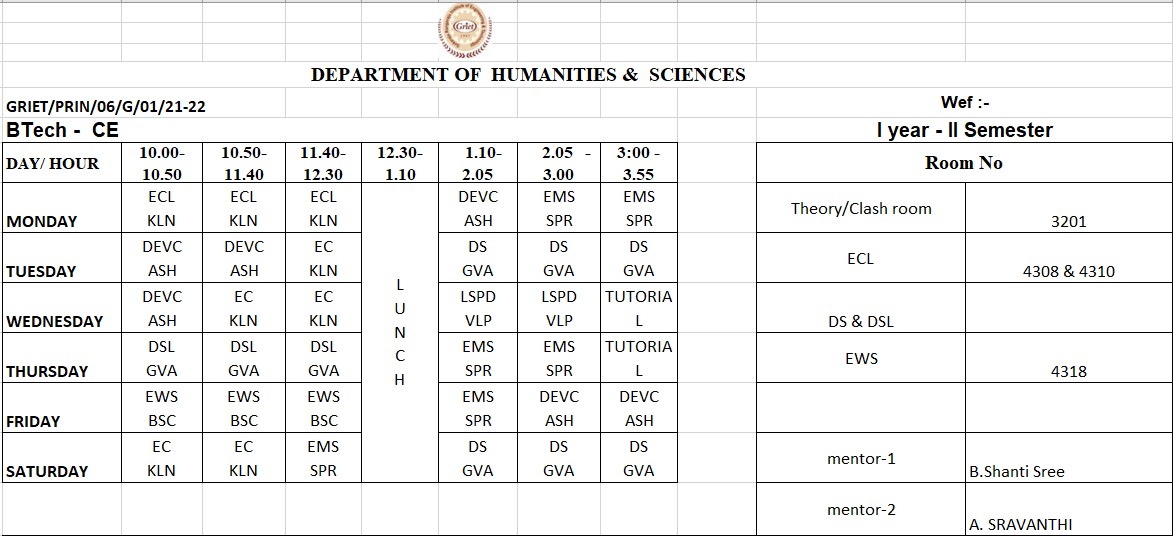 Griet
DEPARTMENT OF HUMANITIES & SCIENCES
GRIET/PRIN/06/G/01/21-22 Wef :-
BTech - CE I year - II Semester
DAY/ HOUR 10.00-10.50 10.50-11.40 11.40-12.30 12.30-1.10 1.10-2.05 2.05 - 3.00 3:00 - 3.55 Room No
ECL ECL ECL DEVC EMS EMS Theory/Clash room
MONDAY KLN KLN KLN ASH SPR SPR 3201
DEVC DEVC EC DS DS DS ECL
TUESDAY ASH ASH KLN GVA GVA GVA 4308 & 4310
LUNCH
DEVC EC EC LSPD LSPD TUTORIAL
WEDNESDAY ASH KLN KLN VLP VLP DS & DSL
DSL DSL DSL EMS EMS TUTORIAL EWS
THURSDAY GVA GVA GVA SPR SPR 4318
EWS EWS EWS EMS DEVC DEVC
FRIDAY BSC BSC BSC SPR ASH ASH
EC EC EMS DS DS DS mentor-1
SATURDAY KLN KLN SPR GVA GVA GVA B.Shanti Sree
mentor-2
A. SRAVANTHI